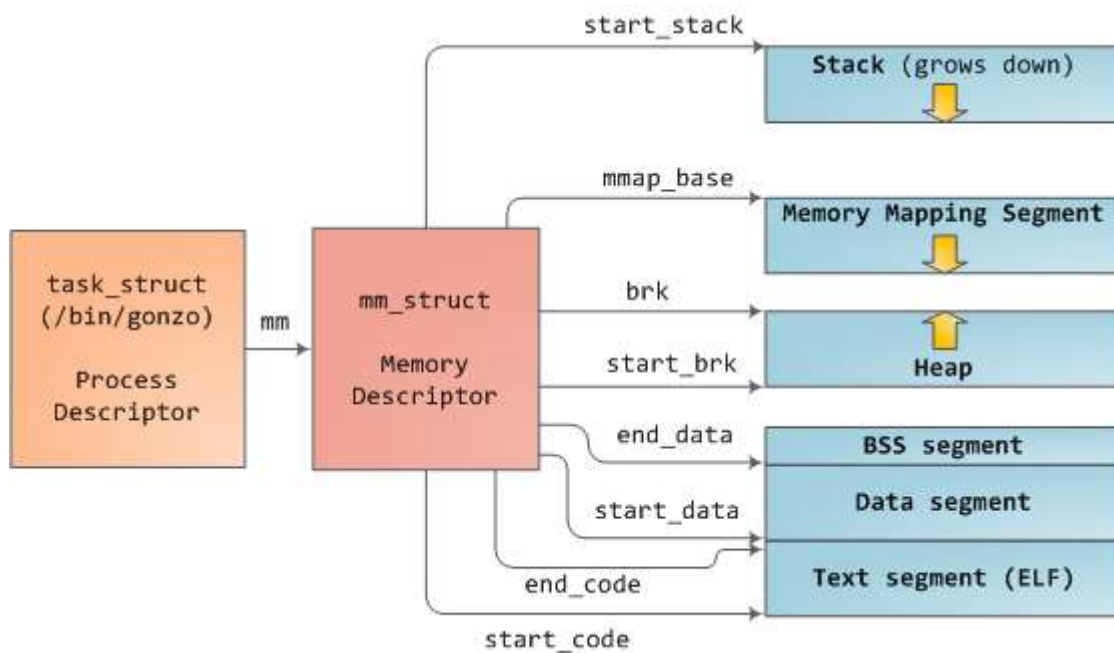 start_stack
Stack (grows down)
mmap_base
Memory Mapping Segment
task_struct
(/bin/gonzo)
Process
Descriptor
mm
mm_struct
Memory
Descriptor
brk
start_brk
Heap
end_data
BSS segment
start_data
Data segment
end_code
Text segment (ELF)
start_code